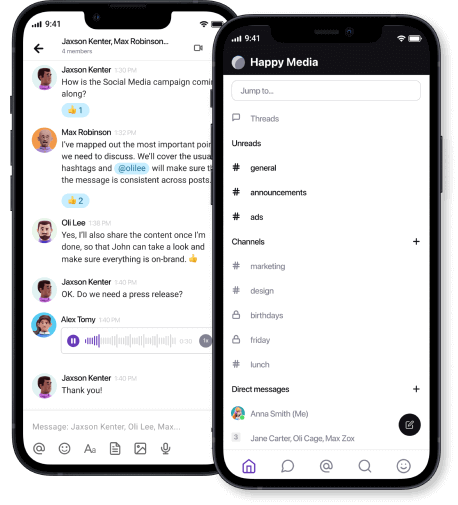 9:41
Jaxson Kenter, Max Robinson...
4 members
Jaxson Kenter 1:30 PM
How is the Social Media campaign comi
along?
👍 1
Max Robinson 1:32 PM
I've mapped out the most important poin
we need to discuss. We'll cover the usua
hashtags and @olilee will make sure t
the message is consistent across posts.
👍 2
Oli Lee 1:38 PM
Yes, I'll also share the content once I'm
done, so that John can take a look and
make sure everything is on-brand. 👍
Jaxson Kenter 1:40 PM
OK. Do we need a press release?
Alex Tomy 1:40 PM
0:30
1x
Jaxson Kenter 1:40 PM
Thank you!
Message: Jaxson Kenter, Oli Lee, Max...
Aa
9:41
Happy Media
Jump to...
Threads
Unreads
# general
# announcements
# ads
Channels +
# marketing
# design
birthdays
friday
# lunch
Direct messages +
Anna Smith (Me)
3 Jane Carter, Oli Cage, Max Zox